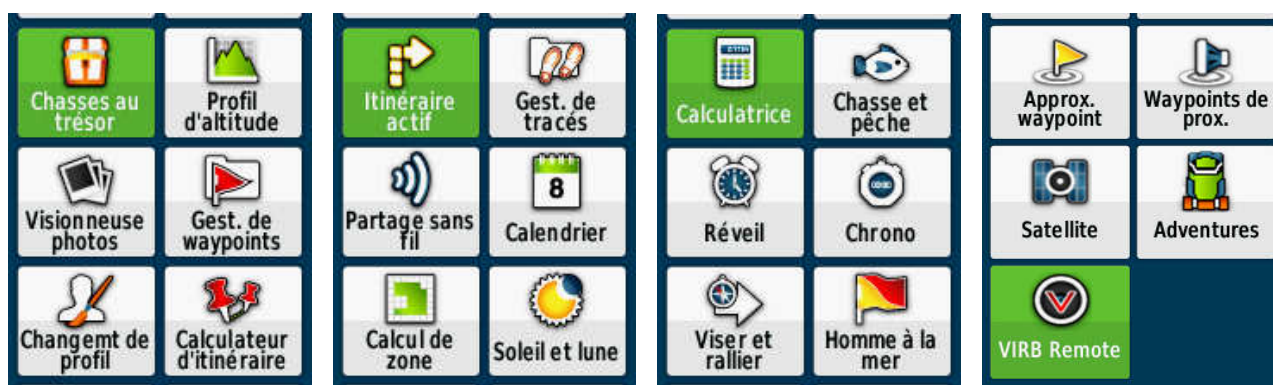 Chasses au
trésor
Profil
d'altitude
Visionneuse
photos
Gest. de
waypoints
Changemt de
profil
Calculateur
d'itinéraire
Itinéraire
actif
Gest. de
tracés
Partage sans
fil
8
Calendrier
Calcul de
zone
Soleil et lune
Calculatrice
Chasse et
pêche
Réveil
00:00
Chrono
Viser et
rallier
Homme à la
mer
Approx.
waypoint
Waypoints de
prox.
Satellite
Adventures
VIRB Remote